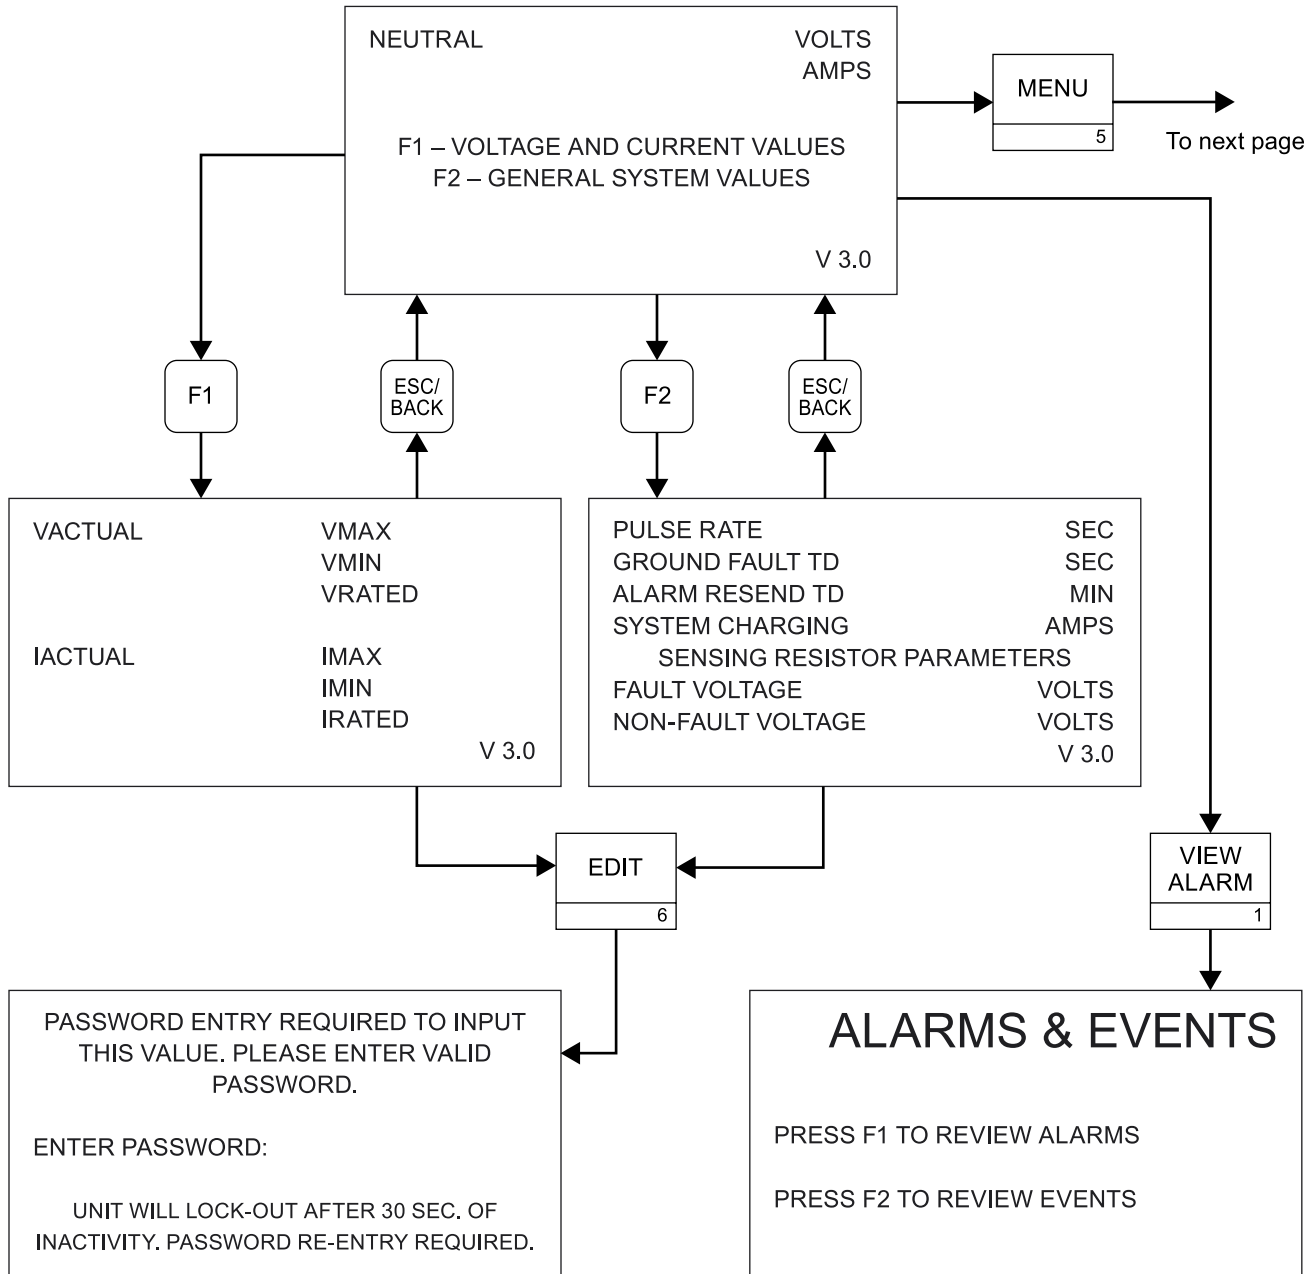 NEUTRAL VOLTS
AMPS
F1 – VOLTAGE AND CURRENT VALUES
F2 – GENERAL SYSTEM VALUES
V 3.0
MENU
5
To next page
F1
ESC/
BACK
F2
ESC/
BACK
VACTUAL VMAX
VMIN
VRATED
IACTUAL IMAX
IMIN
IRATED
V 3.0
PULSE RATE SEC
GROUND FAULT TD SEC
ALARM RESEND TD MIN
SYSTEM CHARGING AMPS
SENSING RESISTOR PARAMETERS
FAULT VOLTAGE VOLTS
NON-FAULT VOLTAGE VOLTS
V 3.0
EDIT
6
VIEW
ALARM
1
PASSWORD ENTRY REQUIRED TO INPUT
THIS VALUE. PLEASE ENTER VALID
PASSWORD.
ENTER PASSWORD:
UNIT WILL LOCK-OUT AFTER 30 SEC. OF
INACTIVITY. PASSWORD RE-ENTRY REQUIRED.
ALARMS & EVENTS
PRESS F1 TO REVIEW ALARMS
PRESS F2 TO REVIEW EVENTS